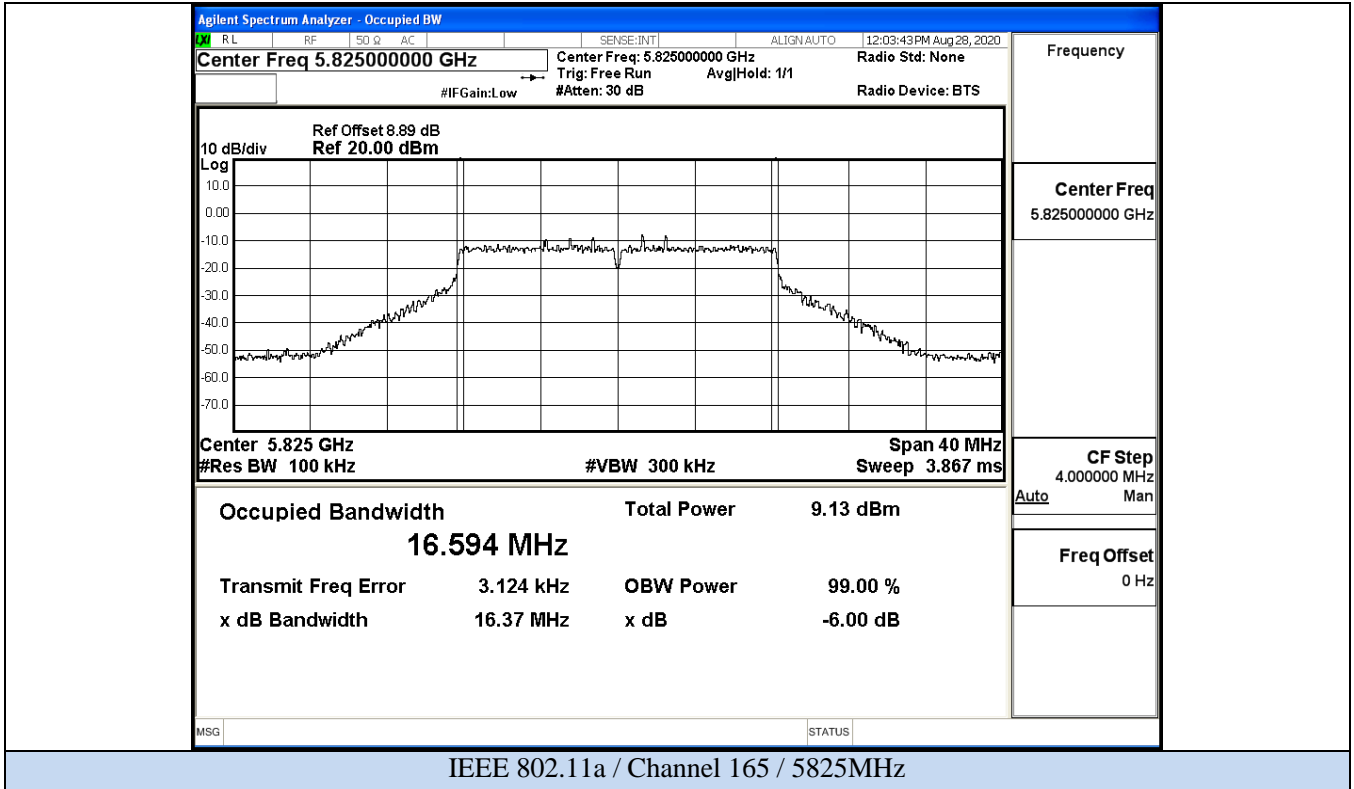 Agilent Spectrum Analyzer - Occupied BW
LXI RL RF 50 Ω AC SENSE:INT ALIGN AUTO 12:03:43 PM Aug 28, 2020
Center Freq 5.825000000 GHz
Center Freq: 5.825000000 GHz
Radio Std: None
Trig: Free Run Avg|Hold: 1/1
#IFGain:Low #Atten: 30 dB Radio Device: BTS
Frequency
Ref Offset 8.89 dB
10 dB/div Ref 20.00 dBm
Log
10.0
0.00
-10.0
-20.0
-30.0
-40.0
-50.0
-60.0
-70.0
Center 5.825 GHz Span 40 MHz
#Res BW 100 kHz #VBW 300 kHz Sweep 3.867 ms
Center Freq
5.825000000 GHz
CF Step
4.000000 MHz
Auto Man
Freq Offset
0 Hz
Occupied Bandwidth Total Power 9.13 dBm
16.594 MHz
Transmit Freq Error 3.124 kHz OBW Power 99.00 %
x dB Bandwidth 16.37 MHz x dB -6.00 dB
MSG STATUS
IEEE 802.11a / Channel 165 / 5825MHz